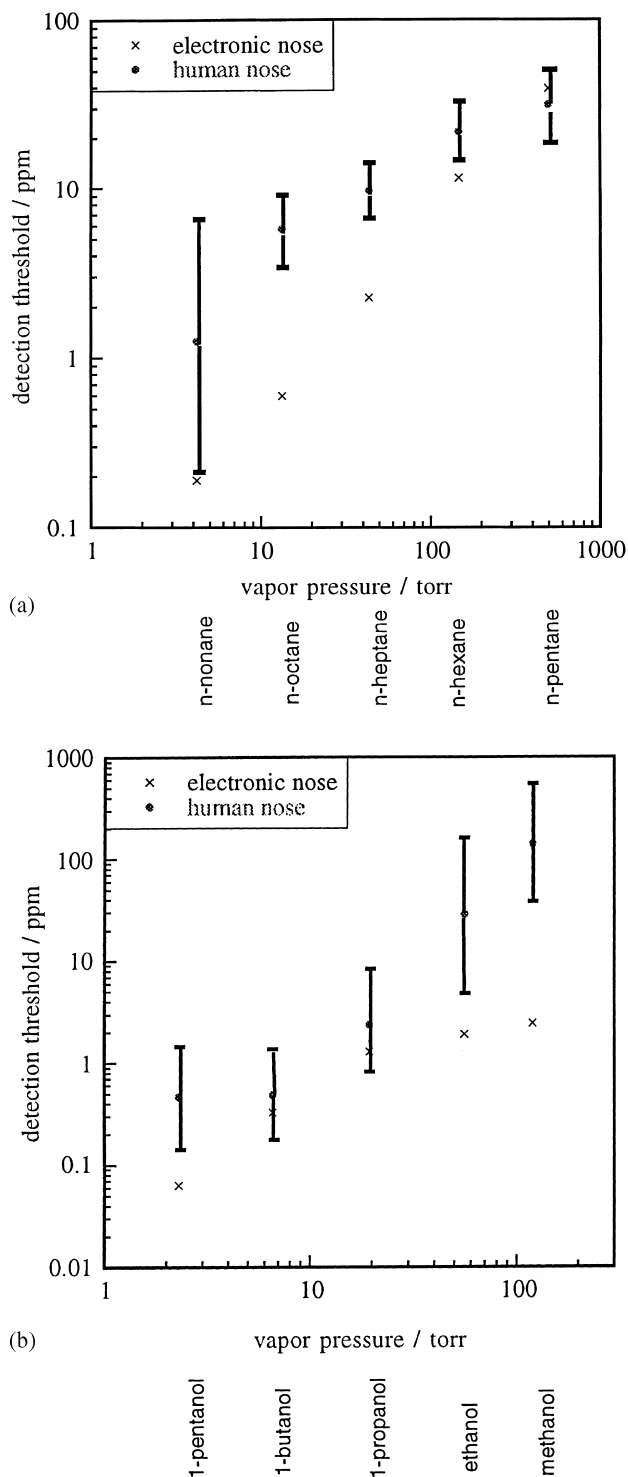 100
electronic nose
human nose
10
1
0.1
detection threshold / ppm
1
10
100
1000
vapor pressure / torr
(a)
n-nonane
n-octane
n-heptane
n-hexane
n-pentane
1000
electronic nose
human nose
100
10
1
0.1
0.01
detection threshold / ppm
1
10
100
vapor pressure / torr
(b)
1-pentanol
1-butanol
1-propanol
ethanol
methanol